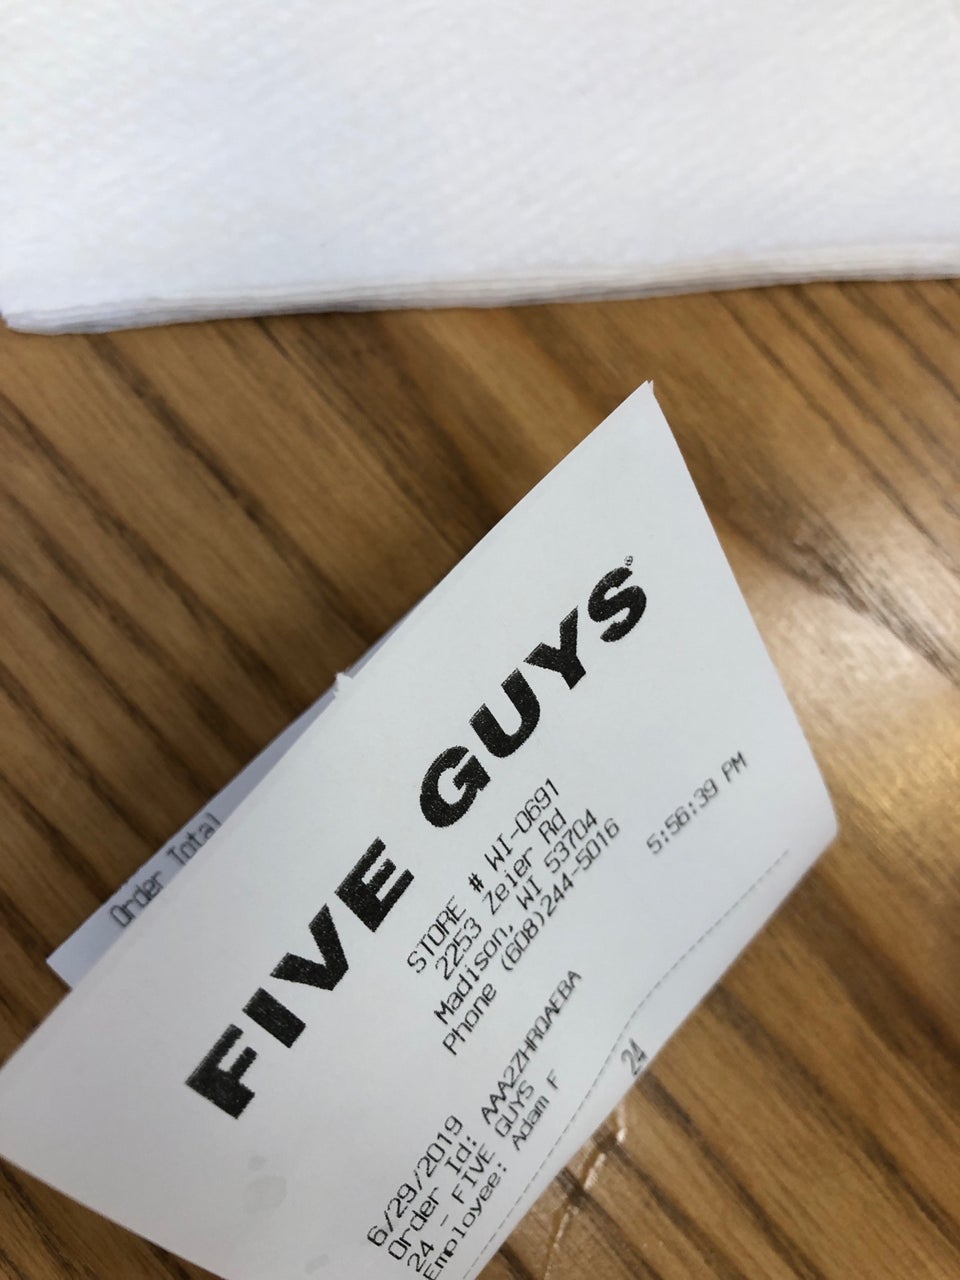 FIVE GUYS®
STORE # WI-0691
2253 Zeier Rd
Madison, WI 53704
Phone (608)244-5016
6/29/2019 5:56:39 PM
Order Id: AAA2ZHROAEBA
24 - FIVE GUYS
Employee: Adam F
24
Order Total